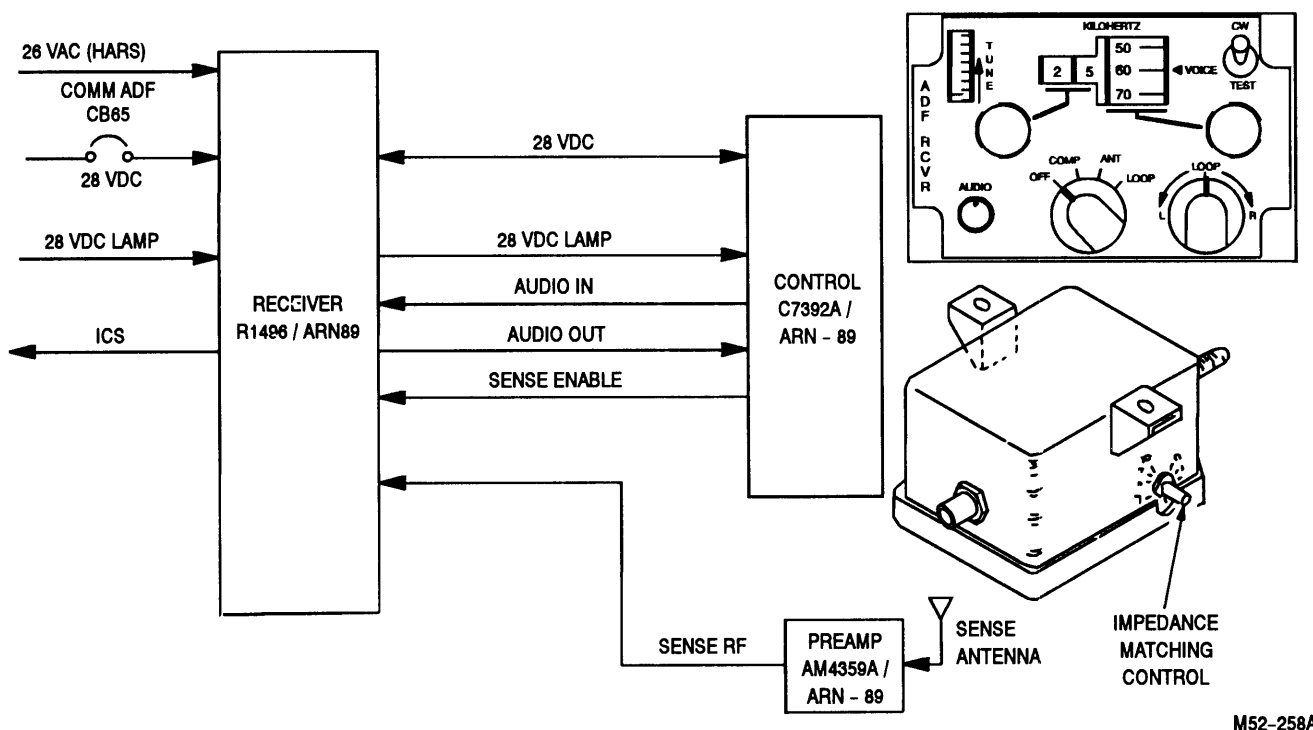 26 VAC (HARS)
COMM ADF
CB65
28 VDC
28 VDC LAMP
ICS
RECEIVER
R1496 / ARN89
28 VDC
28 VDC LAMP
AUDIO IN
AUDIO OUT
SENSE ENABLE
CONTROL
C7392A /
ARN - 89
SENSE RF
PREAMP
AM4359A /
ARN - 89
SENSE
ANTENNA
ADF RCVR
TUNE
KILOHERTZ
2 5
50
60
70
VOICE
CW
TEST
AUDIO
OFF
COMP
ANT
LOOP
LOOP
L
R
IMPEDANCE
MATCHING
CONTROL
M52-258A